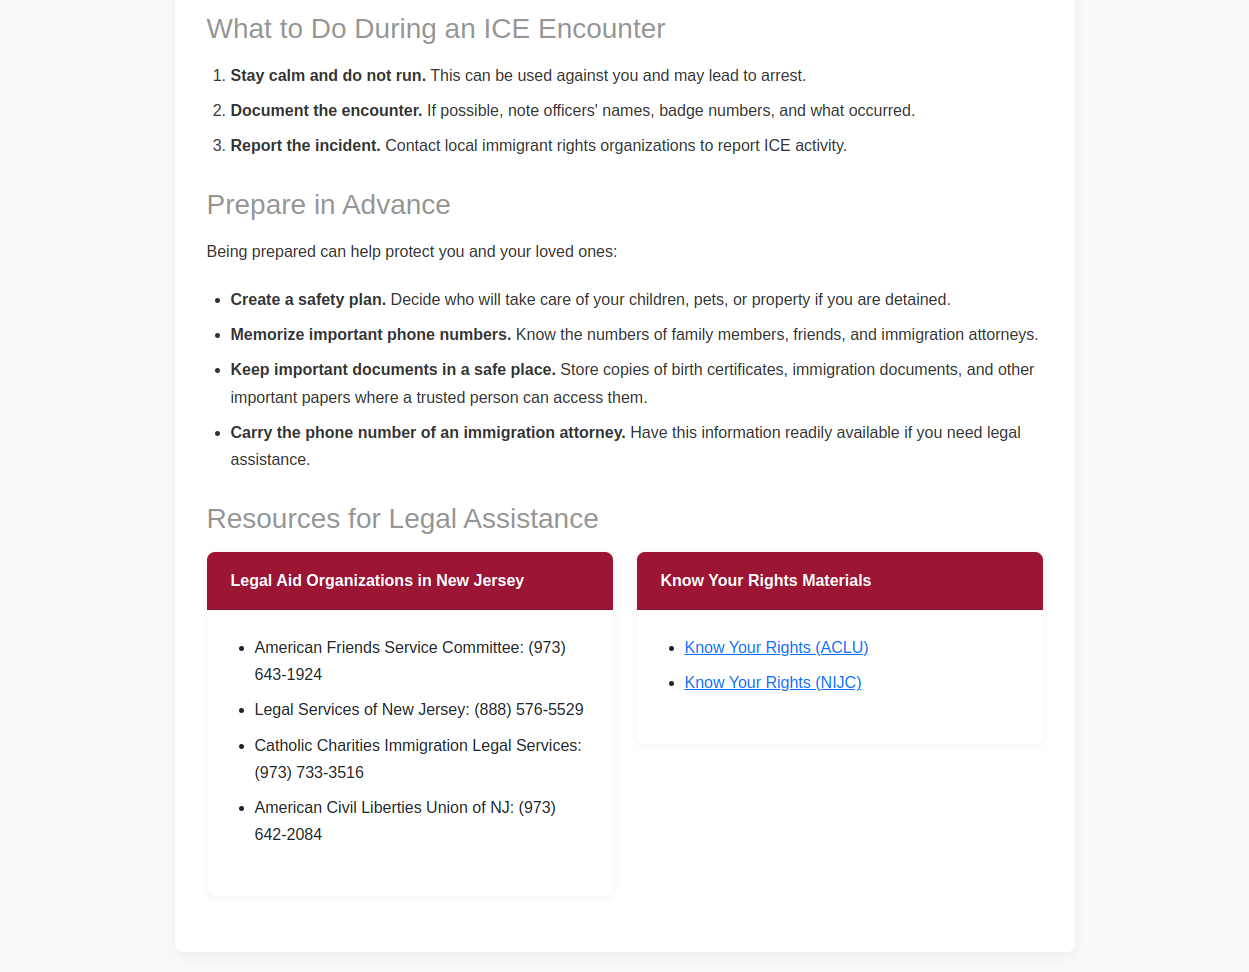 What to Do During an ICE Encounter
1. Stay calm and do not run. This can be used against you and may lead to arrest.
2. Document the encounter. If possible, note officers' names, badge numbers, and what occurred.
3. Report the incident. Contact local immigrant rights organizations to report ICE activity.
Prepare in Advance
Being prepared can help protect you and your loved ones:
• Create a safety plan. Decide who will take care of your children, pets, or property if you are detained.
• Memorize important phone numbers. Know the numbers of family members, friends, and immigration attorneys.
• Keep important documents in a safe place. Store copies of birth certificates, immigration documents, and other
important papers where a trusted person can access them.
• Carry the phone number of an immigration attorney. Have this information readily available if you need legal
assistance.
Resources for Legal Assistance
Legal Aid Organizations in New Jersey
• American Friends Service Committee: (973)
643-1924
• Legal Services of New Jersey: (888) 576-5529
• Catholic Charities Immigration Legal Services:
(973) 733-3516
• American Civil Liberties Union of NJ: (973)
642-2084
Know Your Rights Materials
• Know Your Rights (ACLU)
• Know Your Rights (NIJC)